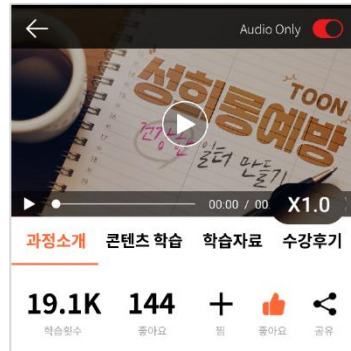 Audio Only
TOON
성희롱예방
건강한
일터 만들기
00:00 / 00
X1.0
과정소개 콘텐츠 학습 학습자료 수강후기
19.1K 144
학습횟수 좋아요 찜 좋아요 공유